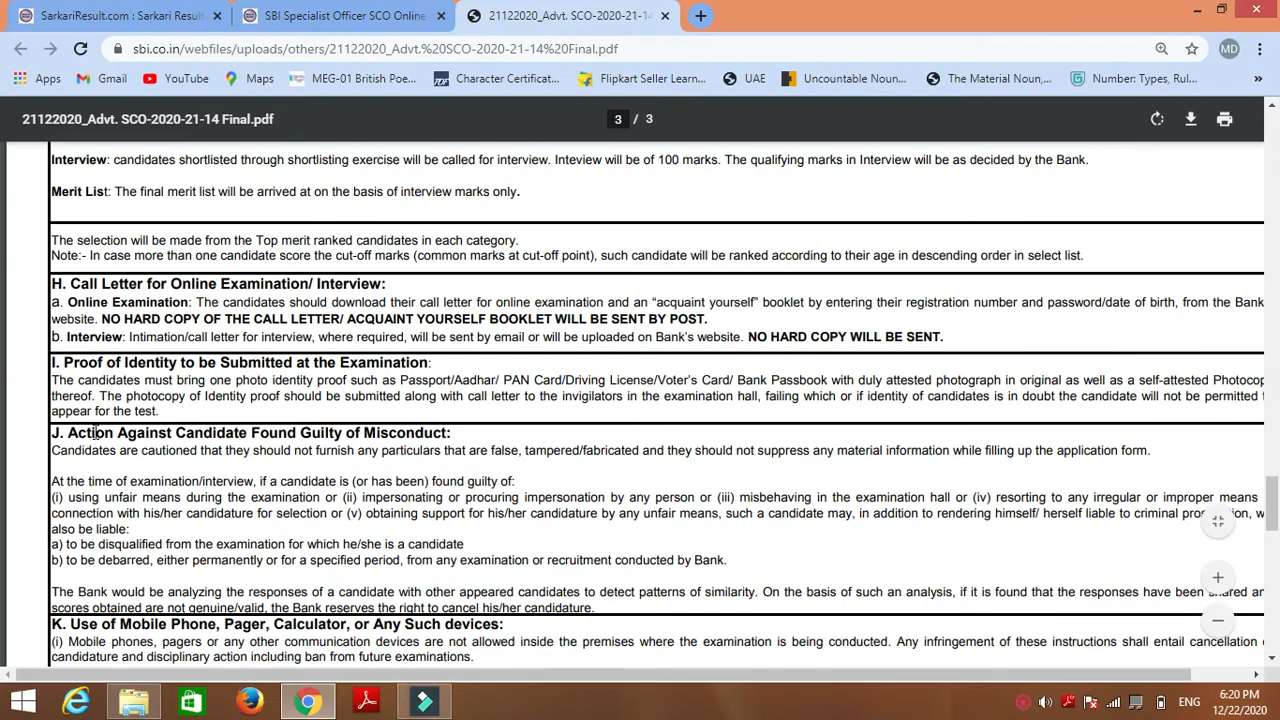 SarkariResult.com : Sarkari Result
SBI Specialist Officer SCO Online
21122020_Advt. SCO-2020-21-14
sbi.co.in/webfiles/uploads/others/21122020_Advt.%20SCO-2020-21-14%20Final.pdf
MD
Apps
Gmail
YouTube
Maps
MEG-01 British Poe...
Character Certificat...
Flipkart Seller Learn...
UAE
Uncountable Noun...
The Material Noun,...
Number: Types, Rul...
»
21122020_Advt. SCO-2020-21-14 Final.pdf
3 / 3
Interview: candidates shortlisted through shortlisting exercise will be called for interview. Inteview will be of 100 marks. The qualifying marks in Interview will be as decided by the Bank.
Merit List: The final merit list will be arrived at on the basis of interview marks only.
The selection will be made from the Top merit ranked candidates in each category.
Note:- In case more than one candidate score the cut-off marks (common marks at cut-off point), such candidate will be ranked according to their age in descending order in select list.
H. Call Letter for Online Examination/ Interview:
a. Online Examination: The candidates should download their call letter for online examination and an “acquaint yourself” booklet by entering their registration number and password/date of birth, from the Bank
website. NO HARD COPY OF THE CALL LETTER/ ACQUAINT YOURSELF BOOKLET WILL BE SENT BY POST.
b. Interview: Intimation/call letter for interview, where required, will be sent by email or will be uploaded on Bank’s website. NO HARD COPY WILL BE SENT.
I. Proof of Identity to be Submitted at the Examination:
The candidates must bring one photo identity proof such as Passport/Aadhar/ PAN Card/Driving License/Voter’s Card/ Bank Passbook with duly attested photograph in original as well as a self-attested Photocop
thereof. The photocopy of Identity proof should be submitted along with call letter to the invigilators in the examination hall, failing which or if identity of candidates is in doubt the candidate will not be permitted
appear for the test.
J. Action Against Candidate Found Guilty of Misconduct:
Candidates are cautioned that they should not furnish any particulars that are false, tampered/fabricated and they should not suppress any material information while filling up the application form.
At the time of examination/interview, if a candidate is (or has been) found guilty of:
(i) using unfair means during the examination or (ii) impersonating or procuring impersonation by any person or (iii) misbehaving in the examination hall or (iv) resorting to any irregular or improper means
connection with his/her candidature for selection or (v) obtaining support for his/her candidature by any unfair means, such a candidate may, in addition to rendering himself/ herself liable to criminal
also be liable:
a) to be disqualified from the examination for which he/she is a candidate
b) to be debarred, either permanently or for a specified period, from any examination or recruitment conducted by Bank.
The Bank would be analyzing the responses of a candidate with other appeared candidates to detect patterns of similarity. On the basis of such an analysis, if it is found that the responses have been
scores obtained are not genuine/valid, the Bank reserves the right to cancel his/her candidature.
K. Use of Mobile Phone, Pager, Calculator, or Any Such devices:
(i) Mobile phones, pagers or any other communication devices are not allowed inside the premises where the examination is being conducted. Any infringement of these instructions shall entail cancellation
candidature and disciplinary action including ban from future examinations.
ENG
6:20 PM
12/22/2020